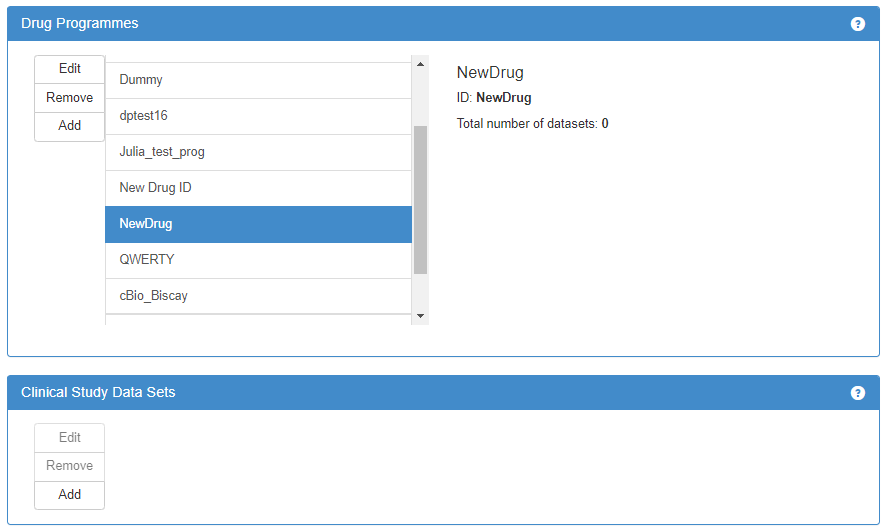 Drug Programmes
?
Edit
Remove
Add
Dummy
dptest16
Julia_test_prog
New Drug ID
NewDrug
QWERTY
cBio_Biscay
NewDrug
ID: NewDrug
Total number of datasets: 0
Clinical Study Data Sets
?
Edit
Remove
Add